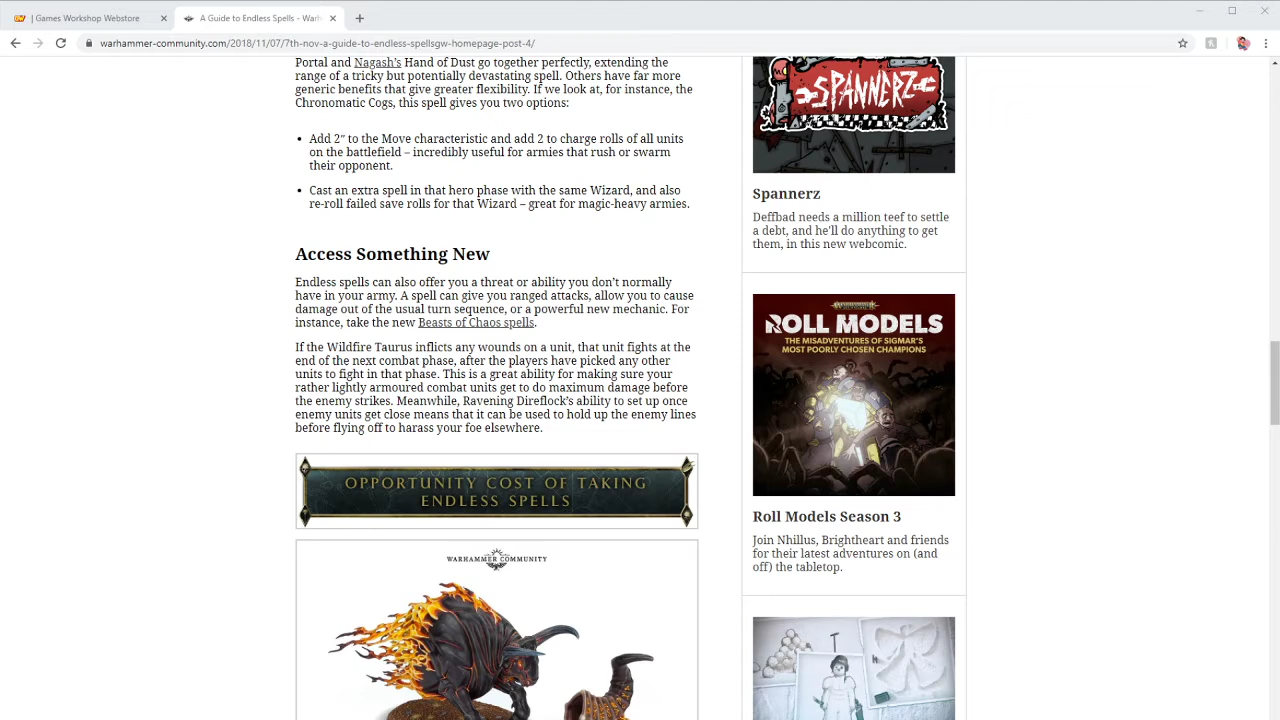 | Games Workshop Webstore
A Guide to Endless Spells - Warh
warhammer-community.com/2018/11/07/7th-nov-a-guide-to-endless-spellsgw-homepage-post-4/
Portal and Nagash’s Hand of Dust go together perfectly, extending the
range of a tricky but potentially devastating spell. Others have far more
generic benefits that give greater flexibility. If we look at, for instance, the
Chronomatic Cogs, this spell gives you two options:
• Add 2″ to the Move characteristic and add 2 to charge rolls of all units
on the battlefield – incredibly useful for armies that rush or swarm
their opponent.
• Cast an extra spell in that hero phase with the same Wizard, and also
re-roll failed save rolls for that Wizard – great for magic-heavy armies.
Access Something New
Endless spells can also offer you a threat or ability you don’t normally
have in your army. A spell can give you ranged attacks, allow you to cause
damage out of the usual turn sequence, or a powerful new mechanic. For
instance, take the new Beasts of Chaos spells.
If the Wildfire Taurus inflicts any wounds on a unit, that unit fights at the
end of the next combat phase, after the players have picked any other
units to fight in that phase. This is a great ability for making sure your
rather lightly armoured combat units get to do maximum damage before
the enemy strikes. Meanwhile, Ravening Direflock’s ability to set up once
enemy units get close means that it can be used to hold up the enemy lines
before flying off to harass your foe elsewhere.
OPPORTUNITY COST OF TAKING
ENDLESS SPELLS
WARHAMMER COMMUNITY
SPANNERZ
Spannerz
Deffbad needs a million teef to settle
a debt, and he'll do anything to get
them, in this new webcomic.
ROLL MODELS
THE MISADVENTURES OF SIGMAR'S
MOST POORLY CHOSEN CHAMPIONS
Roll Models Season 3
Join Nhillus, Brightheart and friends
for their latest adventures on (and
off) the tabletop.